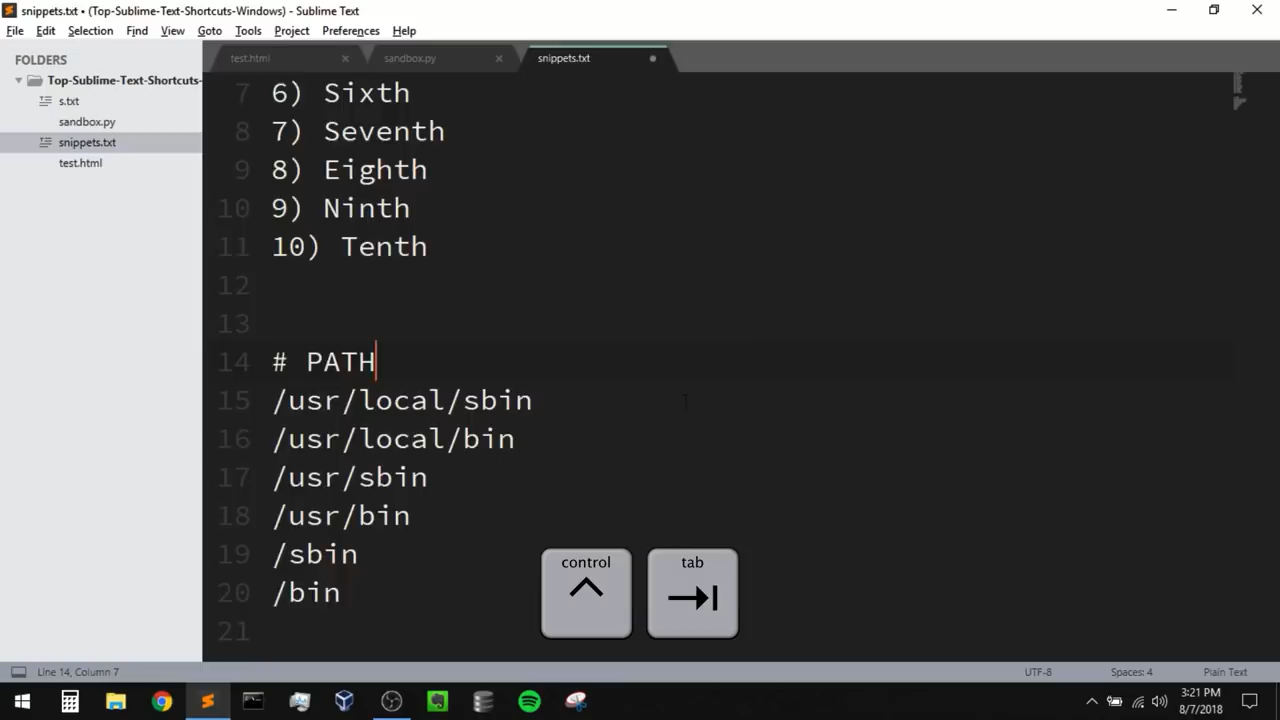 snippets.txt • (Top-Sublime-Text-Shortcuts-Windows) - Sublime Text
File Edit Selection Find View Goto Tools Project Preferences Help
FOLDERS
Top-Sublime-Text-Shortcuts-
s.txt
sandbox.py
snippets.txt
test.html
test.html sandbox.py snippets.txt
7 6) Sixth
8 7) Seventh
9 8) Eighth
10 9) Ninth
11 10) Tenth
12
13
14 # PATH
15 /usr/local/sbin
16 /usr/local/bin
17 /usr/sbin
18 /usr/bin
19 /sbin
20 /bin
21
control tab
Line 14, Column 7 UTF-8 Spaces: 4 Plain Text
3:21 PM
8/7/2018